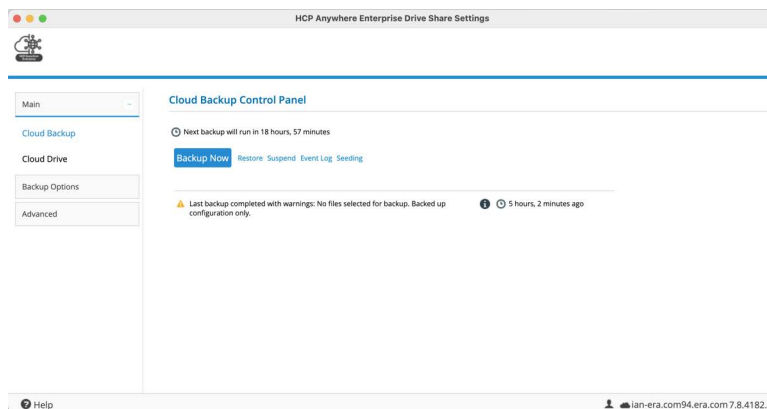 HCP Anywhere Enterprise Drive Share Settings
Main
Cloud Backup
Cloud Drive
Backup Options
Advanced
Cloud Backup Control Panel
Next backup will run in 18 hours, 57 minutes
Backup Now Restore Suspend Event Log Seeding
Last backup completed with warnings: No files selected for backup. Backed up
configuration only.
5 hours, 2 minutes ago
Help
ian-era.com94.era.com 7.8.4182.